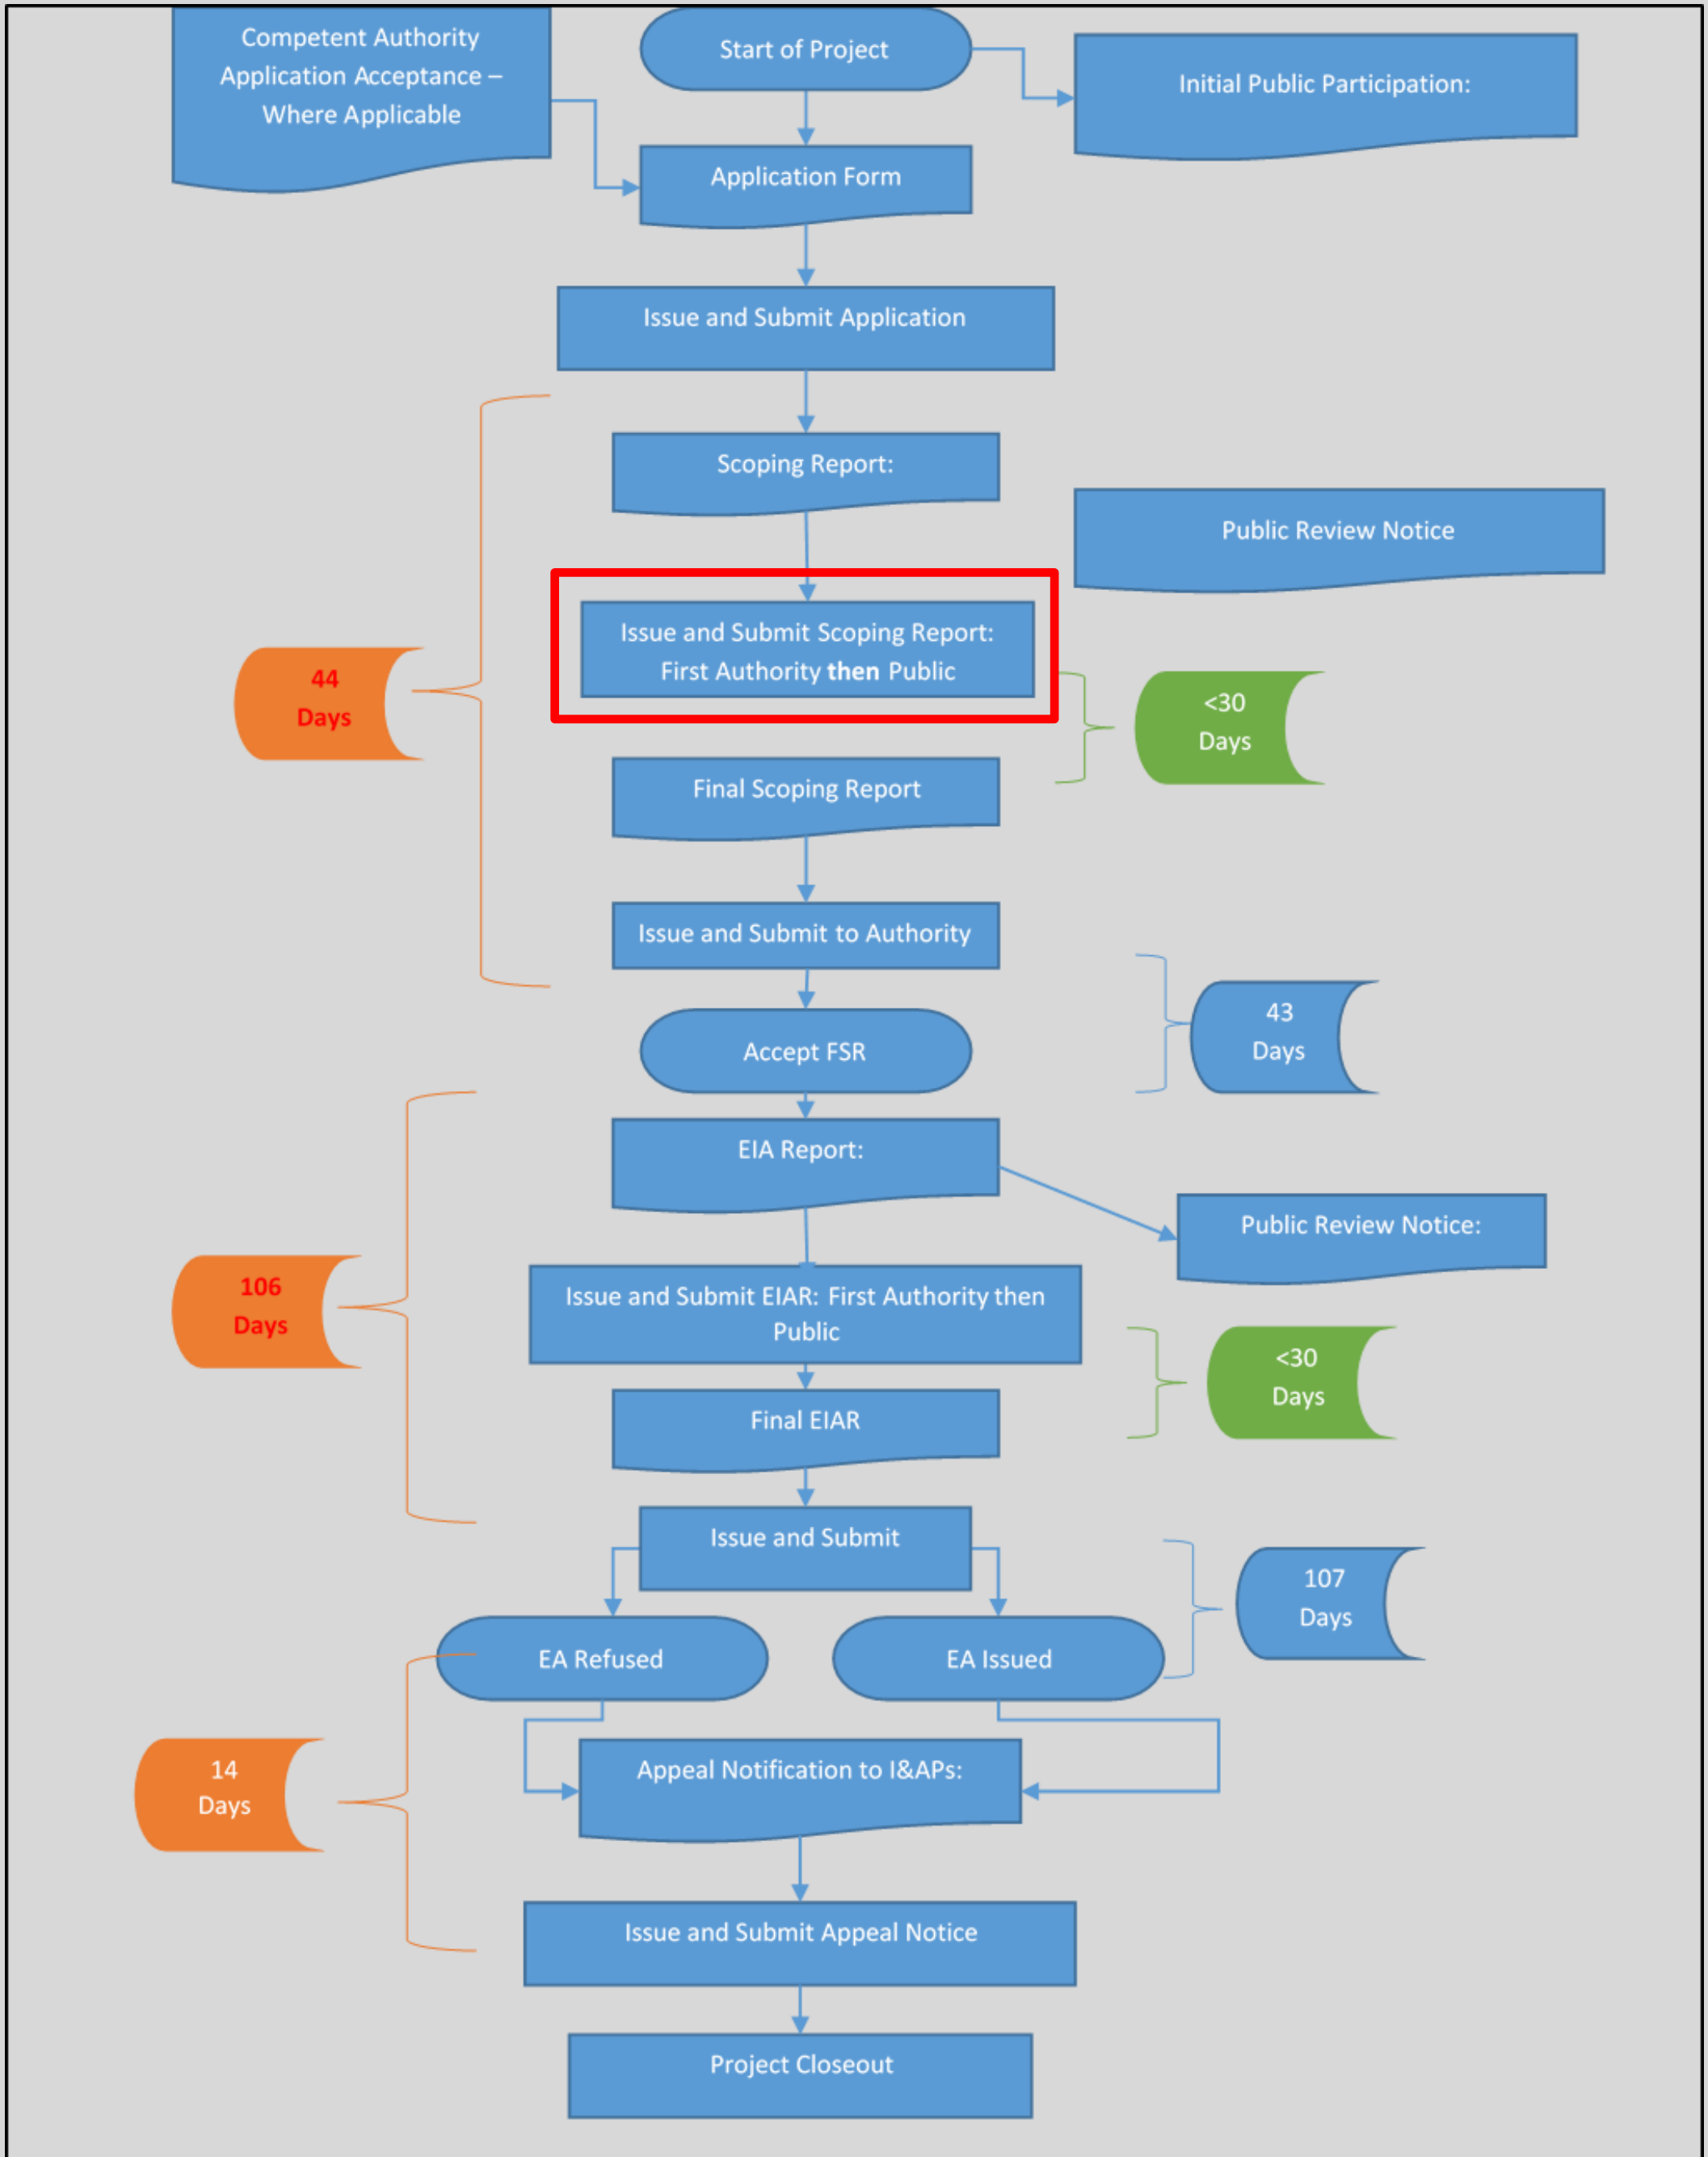 Competent Authority
Application Acceptance –
Where Applicable
Start of Project
Initial Public Participation:
Application Form
Issue and Submit Application
Scoping Report:
Public Review Notice
Issue and Submit Scoping Report:
First Authority then Public
44
Days
<30
Days
Final Scoping Report
Issue and Submit to Authority
43
Days
Accept FSR
EIA Report:
Public Review Notice:
106
Days
Issue and Submit EIAR: First Authority then
Public
<30
Days
Final EIAR
Issue and Submit
107
Days
EA Refused
EA Issued
14
Days
Appeal Notification to I&APs:
Issue and Submit Appeal Notice
Project Closeout